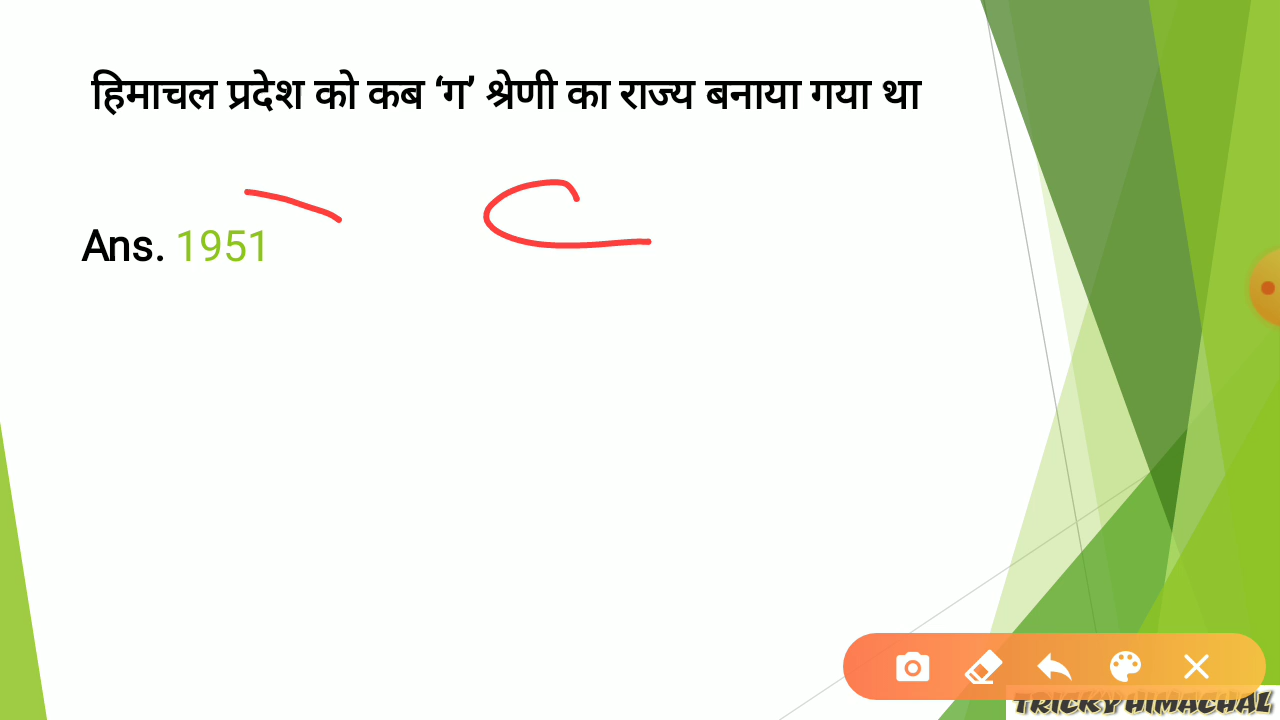 हिमाचल प्रदेश को कब ‘ग’ श्रेणी का राज्य बनाया गया था
Ans. 1951
TRICKY HIMACHAL